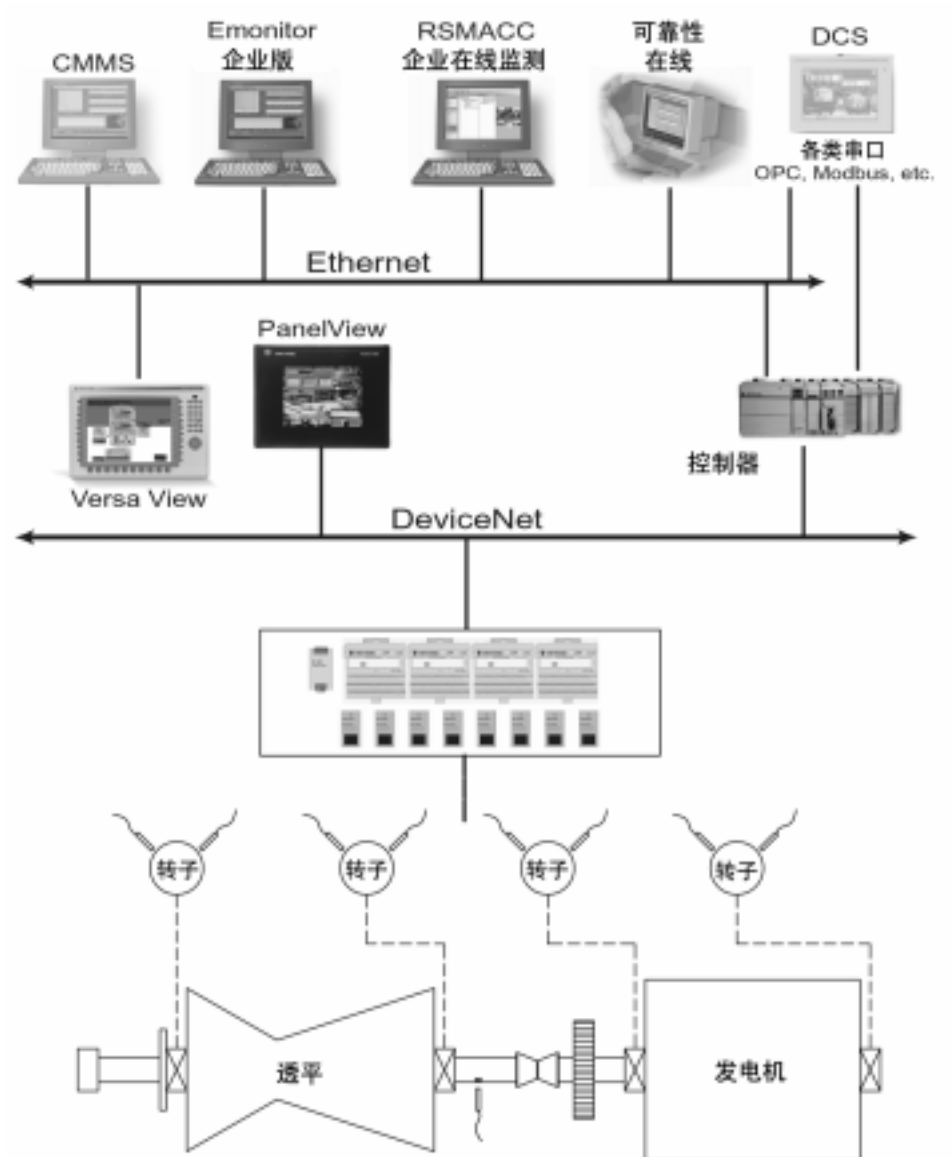 CMMS
Emonitor
企业版
RSMACC
企业在线监测
可靠性
在线
DCS
各类串口
OPC, Modbus, etc.
Ethernet
PanelView
Versa View
控制器
DeviceNet
转子
转子
转子
转子
透平
发电机